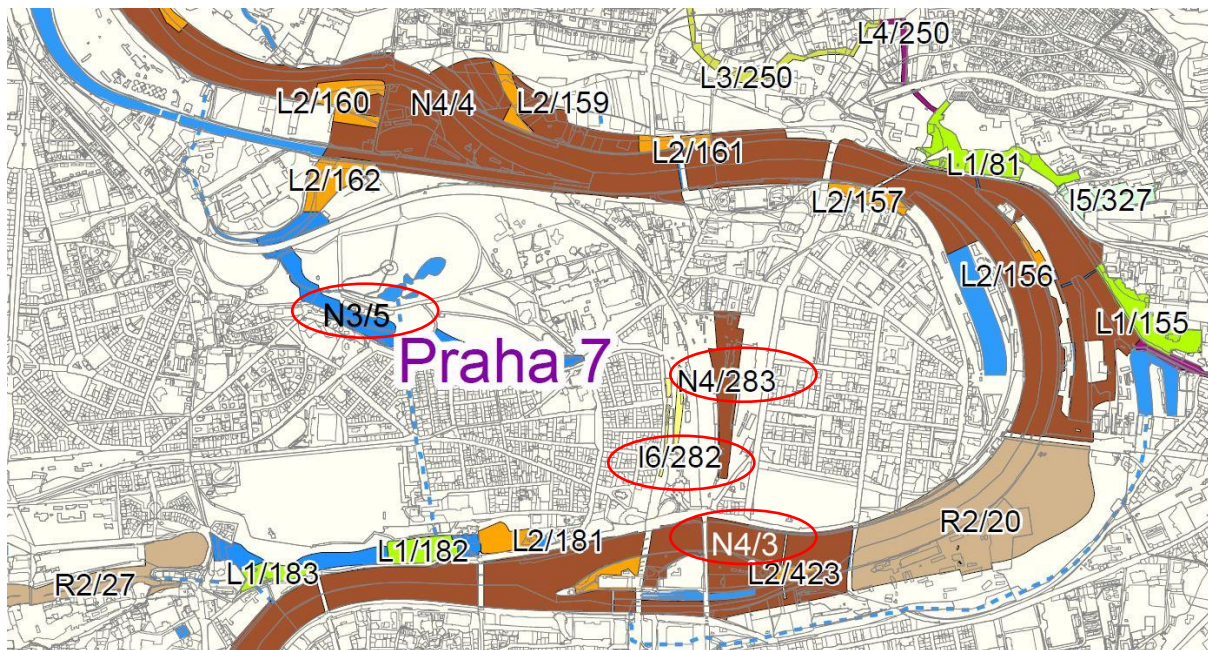 L4/250
L3/250
L2/160
N4/4
L2/159
L2/161
L1/81
L2/162
L2/157
I5/327
L2/156
N3/5
L1/155
Praha 7
N4/283
I6/282
R2/20
L2/181
N4/3
L1/182
L2/423
L1/183
R2/27